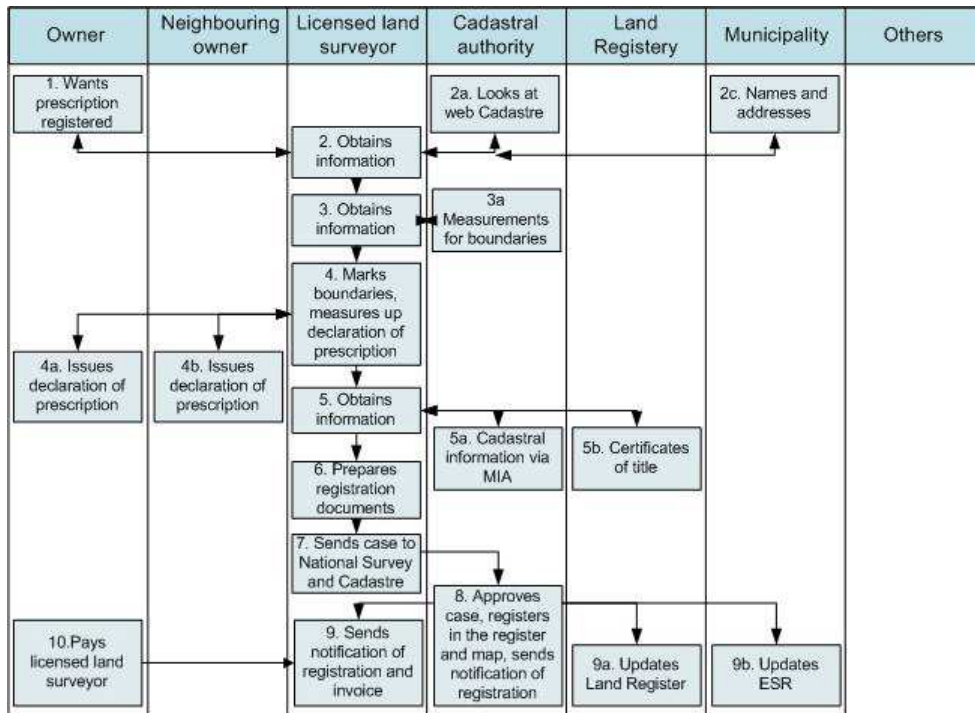 Owner
Neighbouring
owner
Licensed land
surveyor
Cadastral
authority
Land
Registery
Municipality
Others
1. Wants
prescription
registered
2a. Looks at
web Cadastre
2c. Names and
addresses
2. Obtains
information
3. Obtains
information
3a
Measurements
for boundaries
4. Marks
boundaries,
measures up
declaration of
prescription
4a. Issues
declaration of
prescription
4b. Issues
declaration of
prescription
5. Obtains
information
5a. Cadastral
information via
MIA
5b. Certificates
of title
6. Prepares
registration
documents
7. Sends case to
National Survey
and Cadastre
8. Approves
case, registers
in the register
and map, sends
notification
of registration
10.Pays
licensed land
surveyor
9. Sends
notification of
registration and
invoice
9a. Updates
Land Register
9b. Updates
ESR